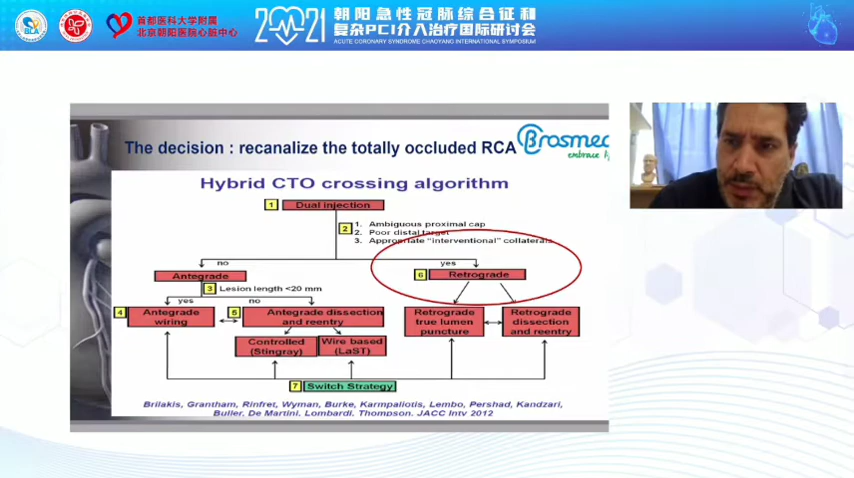 首都医科大学附属
北京朝阳医院心脏中心
2021
朝阳急性冠脉综合征和
复杂PCI介入治疗国际研讨会
ACUTE CORONARY SYNDROME CHAOYANG INTERNATIONAL SYMPOSIUM
The decision : recanalize the totally occluded RCA
Brosmed
embrace
Hybrid CTO crossing algorithm
1 Dual injection
2
1. Ambiguous proximal cap
2. Poor distal target
3. Appropriate "interventional" collaterals
no
yes
Antegrade
6 Retrograde
3 Lesion length <20 mm
yes
no
4 Antegrade wiring
5 Antegrade dissection and reentry
Retrograde true lumen puncture
Retrograde dissection and reentry
Controlled (Stingray)
Wire based (LaST)
7 Switch Strategy
Brilakis, Grantham, Rinfret, Wyman, Burke, Karmpaliotis, Lembo, Pershad, Kandzari,
Buller, De Martini, Lombardi, Thompson, JACC Intv 2012